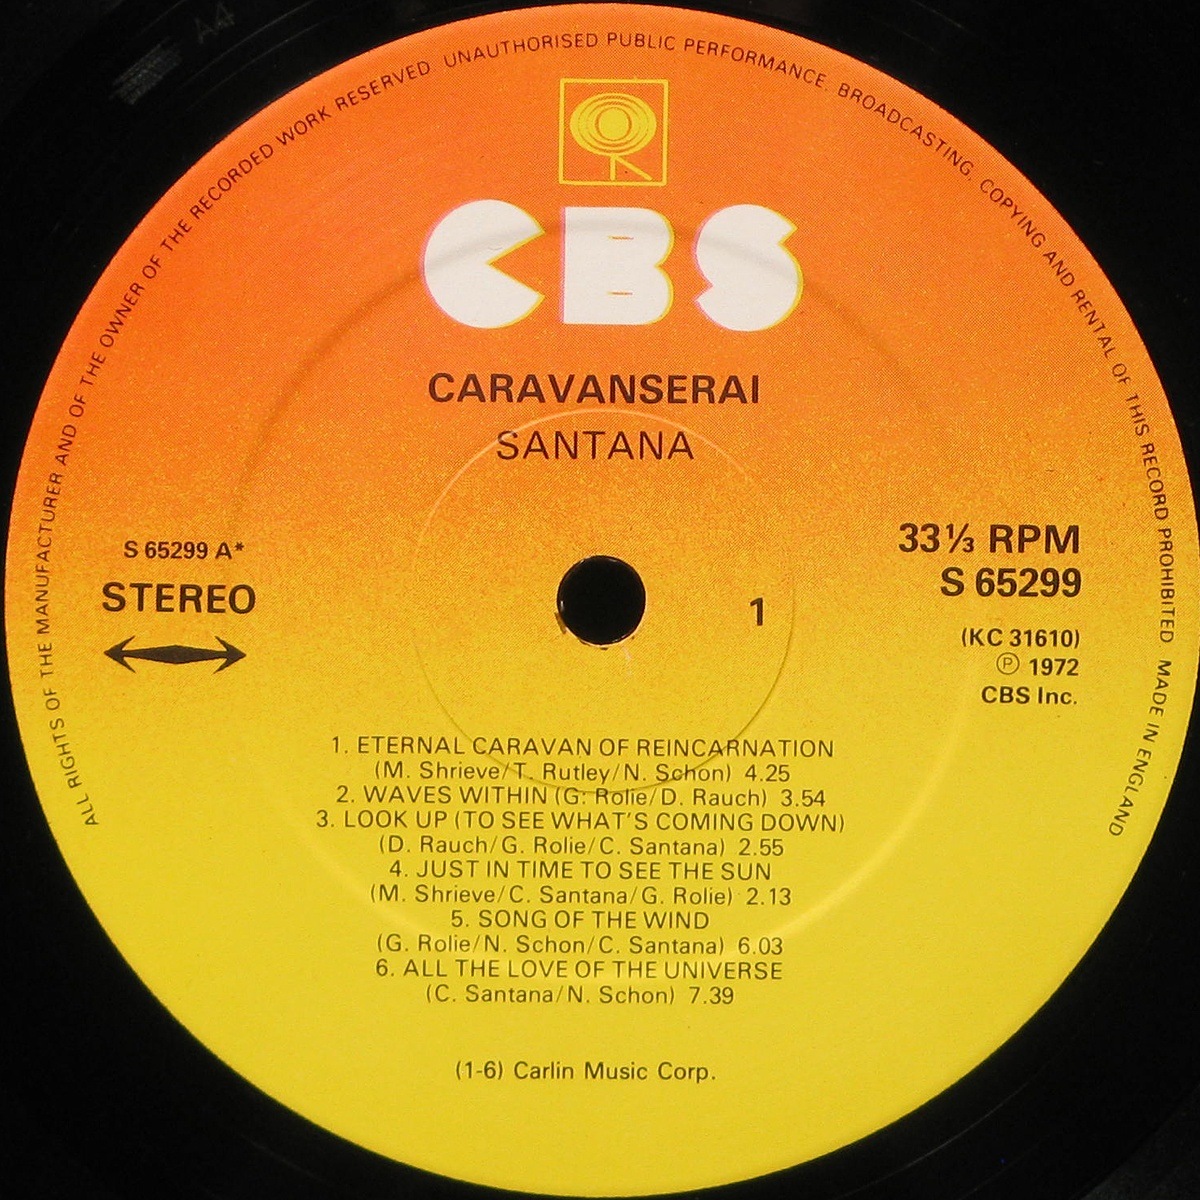 ALL RIGHTS OF THE MANUFACTURER AND OF THE OWNER OF THE RECORDED WORK RESERVED UNAUTHORISED PUBLIC PERFORMANCE. BROADCASTING. COPYING AND RENTAL OF THIS RECORD PROHIBITED MADE IN ENGLAND
A4
CBS
CARAVANSERAI
SANTANA
S 65299 A*
STEREO
1
33⅓ RPM
S 65299
(KC 31610)
Ⓟ 1972
CBS Inc.
1. ETERNAL CARAVAN OF REINCARNATION
(M. Shrieve/T. Rutley/N. Schon) 4.25
2. WAVES WITHIN (G. Rolie/D. Rauch) 3.54
3. LOOK UP (TO SEE WHAT'S COMING DOWN)
(D. Rauch/G. Rolie/C. Santana) 2.55
4. JUST IN TIME TO SEE THE SUN
(M. Shrieve/C. Santana/G. Rolie) 2.13
5. SONG OF THE WIND
(G. Rolie/N. Schon/C. Santana) 6.03
6. ALL THE LOVE OF THE UNIVERSE
(C. Santana/N. Schon) 7.39
(1-6) Carlin Music Corp.